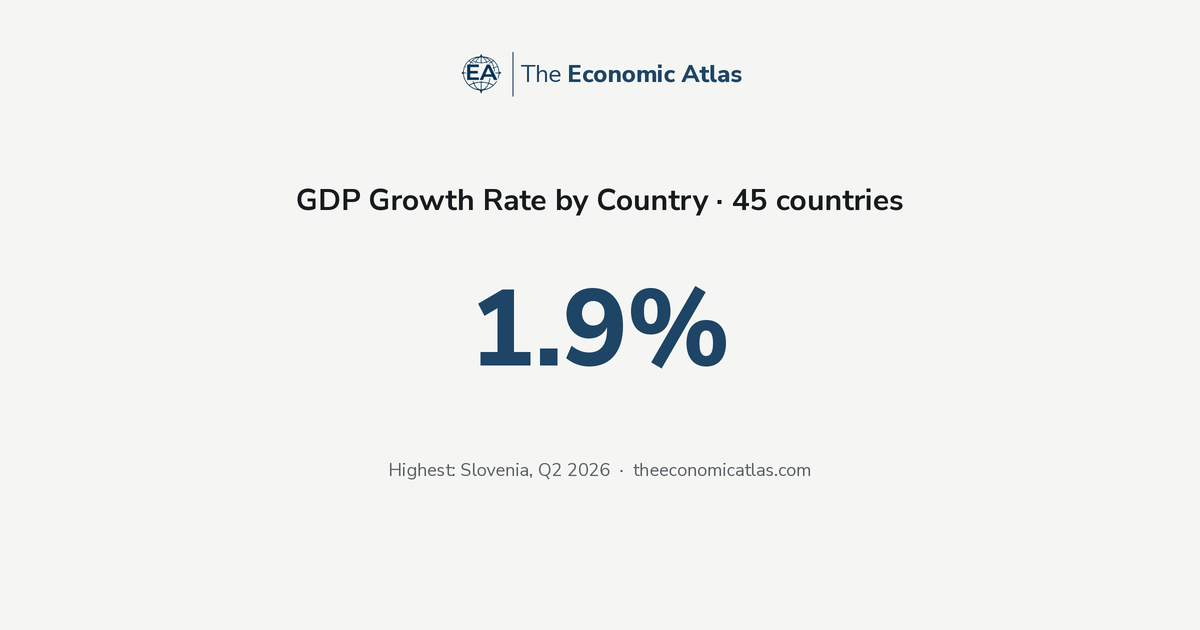 EA The Economic Atlas
GDP Growth Rate by Country · 45 countries
1.9%
Highest: Slovenia, Q2 2026 · theeconomicatlas.com